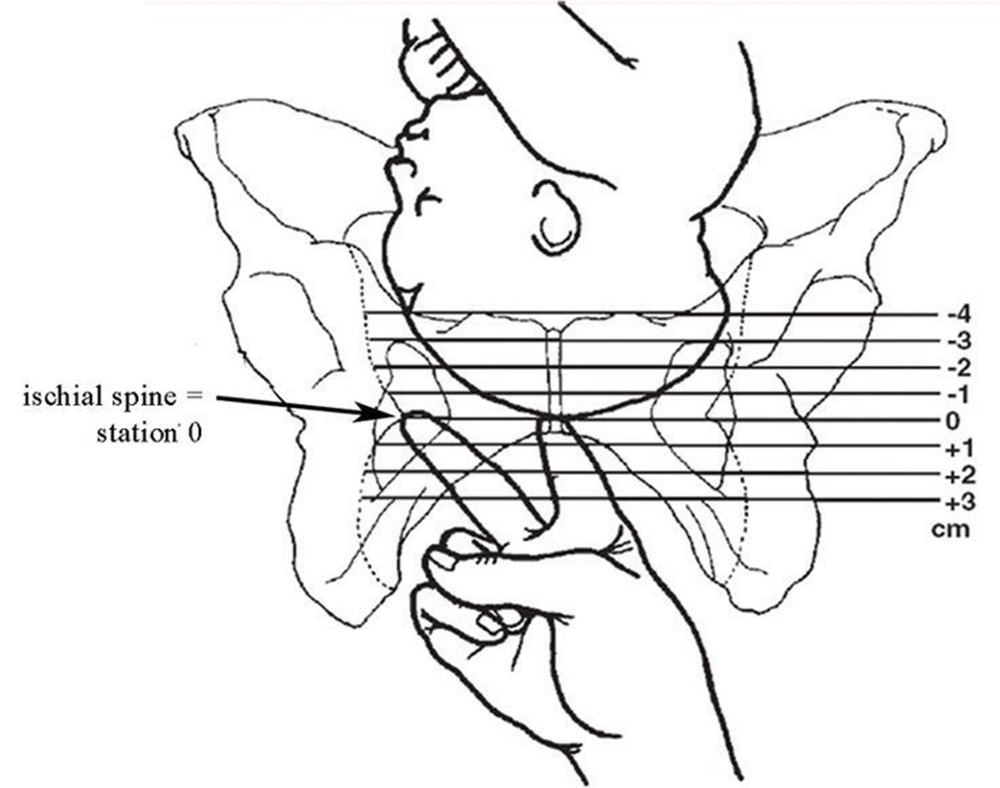 ischial spine =
station 0
-4
-3
-2
-1
0
+1
+2
+3
cm